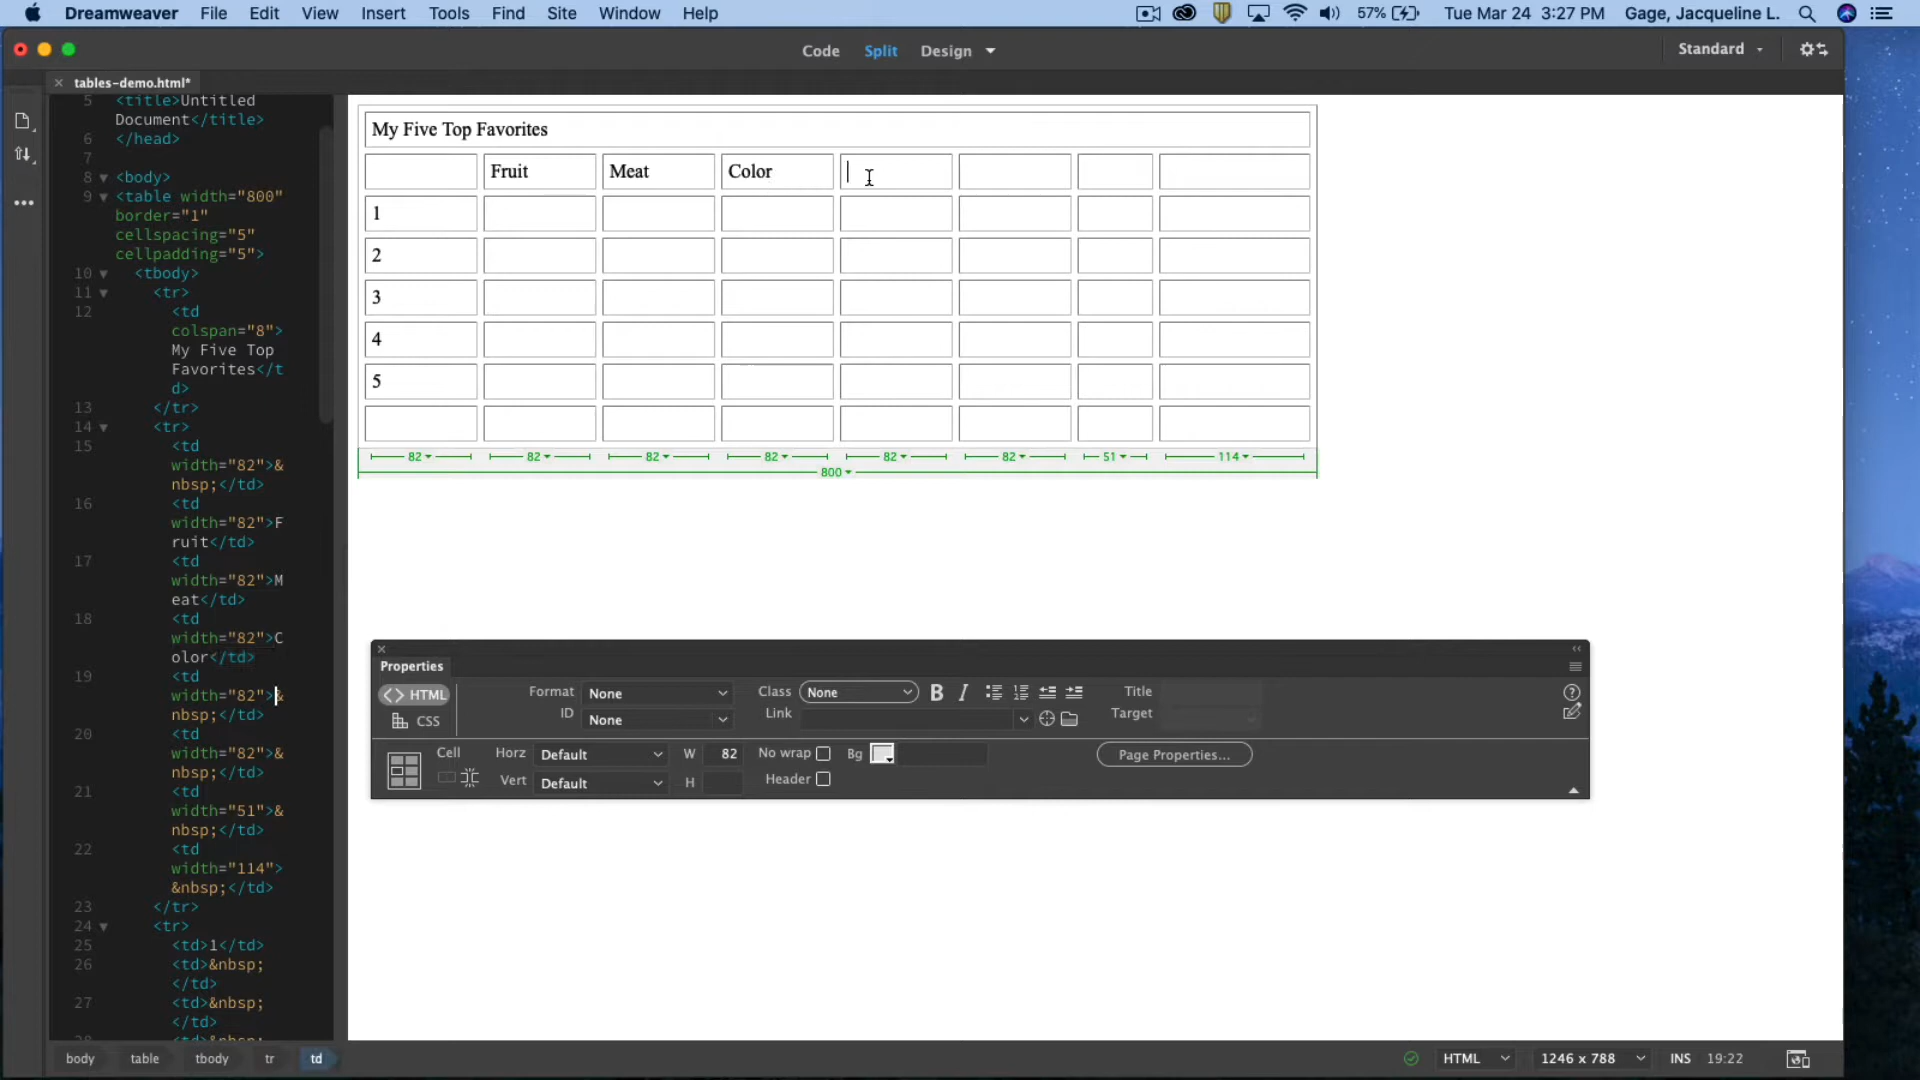 Dreamweaver File Edit View Insert Tools Find Site Window Help 57% Tue Mar 24 3:27 PM Gage, Jacqueline L.
Code Split Design Standard
tables-demo.html*
5 <title>Untitled
Document</title>
6 </head>
7
8 <body>
9 <table width="800"
border="1"
cellspacing="5"
cellpadding="5">
10 <tbody>
11 <tr>
12 <td
colspan="8">
My Five Top
Favorites</t
d>
13 </tr>
14 <tr>
15 <td
width="82">&
nbsp;</td>
16 <td
width="82">F
ruit</td>
17 <td
width="82">M
eat</td>
18 <td
width="82">C
olor</td>
19 <td
width="82">&
nbsp;</td>
20 <td
width="82">&
nbsp;</td>
21 <td
width="51">&
nbsp;</td>
22 <td
width="114">
&nbsp;</td>
23 </tr>
24 <tr>
25 <td>1</td>
26 <td>&nbsp;
</td>
27 <td>&nbsp;
</td>
My Five Top Favorites
Fruit Meat Color
1
2
3
4
5
82 82 82 82 82 82 51 114
800
Properties
<> HTML Format None Class None B I Title
CSS ID None Link Target
Cell Horz Default W 82 No wrap Bg Page Properties...
Vert Default H Header
body table tbody tr td HTML 1246 x 788 INS 19:22